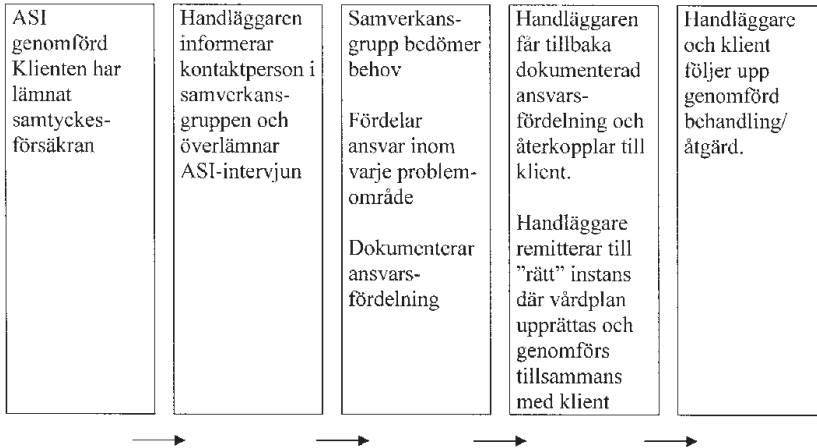 ASI
genomförd
Klienten har
lämnat
samtyckes-
försäkran
Handläggaren
informerar
kontaktperson i
samverkans-
gruppen och
överlämnar
ASI-intervjun
Samverkans-
grupp bedömer
behov
Fördelar
ansvar inom
varje problem-
område
Dokumenterar
ansvars-
fördelning
Handläggaren
får tillbaka
dokumenterad
ansvars-
fördelning och
återkopplar till
klient.
Handläggare
remitterar till
”rätt” instans
där vårdplan
upprättas och
genomförs
tillsammans
med klient
Handläggare
och klient
följer upp
genomförd
behandling/
åtgärd.